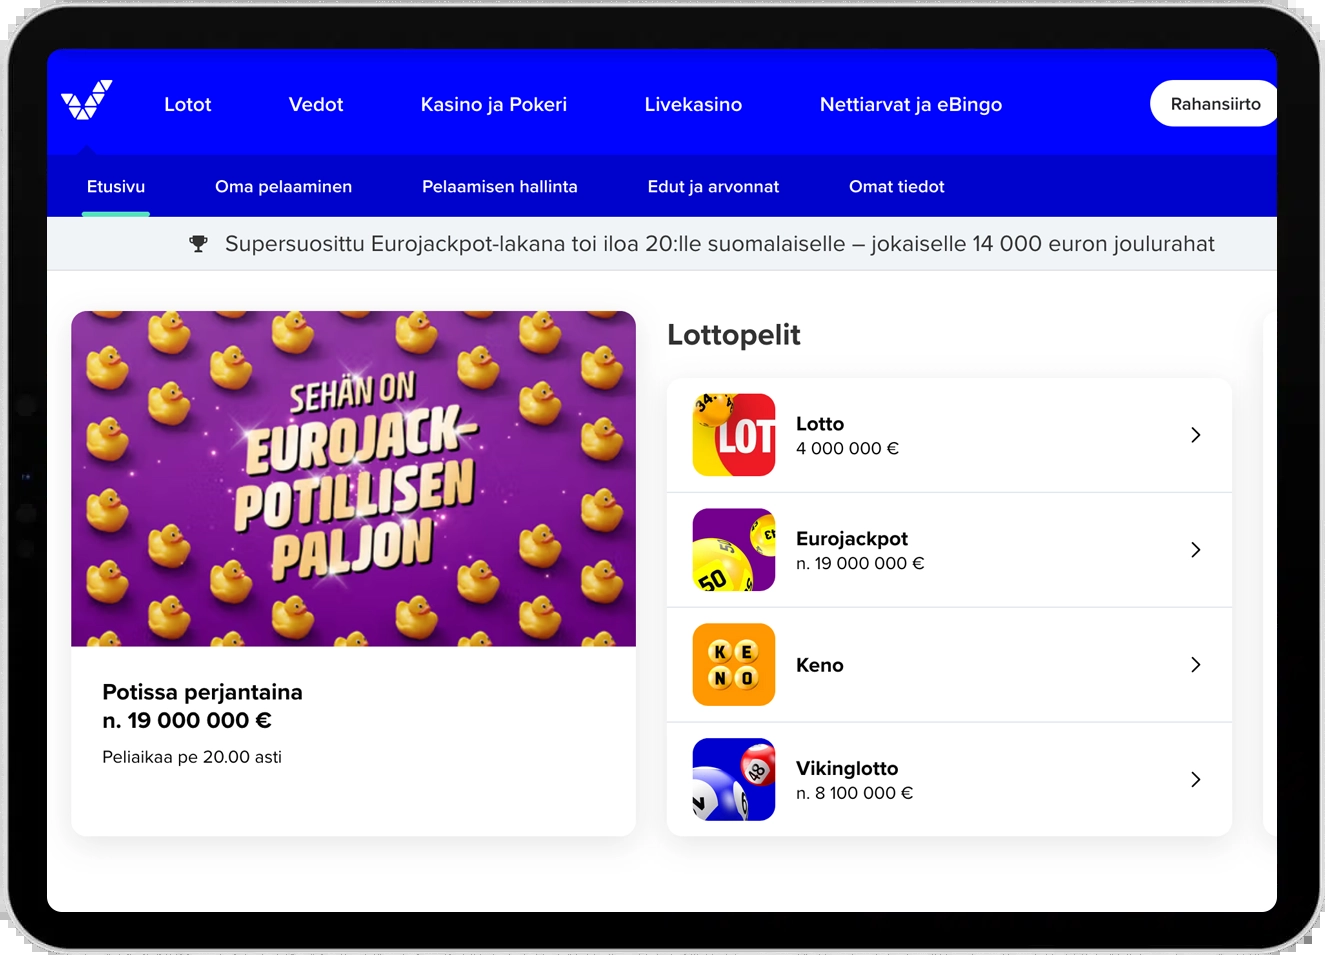 Lotot
Vedot
Kasino ja Pokeri
Livekasino
Nettiarvat ja eBingo
Rahansiirto
Etusivu
Oma pelaaminen
Pelaamisen hallinta
Edut ja arvonnat
Omat tiedot
Supersuosittu Eurojackpot-lakana toi iloa 20:lle suomalaiselle – jokaiselle 14 000 euron joulurahat
SEHÄN ON
EUROJACK-
POTILLISEN
PALJON
Potissa perjantaina
n. 19 000 000 €
Peliaikaa pe 20.00 asti
Lottopelit
34
LOT
Lotto
4 000 000 €
50
Eurojackpot
n. 19 000 000 €
K E
N O
Keno
48
Vikinglotto
n. 8 100 000 €